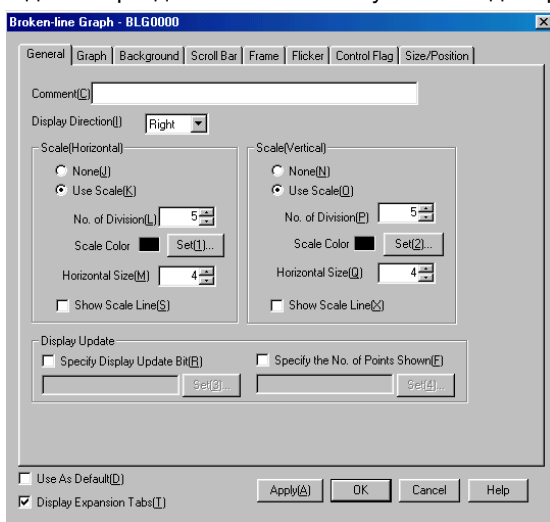 Broken-line Graph - BLG0000
General Graph Background Scroll Bar Frame Flicker Control Flag Size/Position
Comment(C)
Display Direction(I) Right
Scale(Horizontal)
None(J)
Use Scale(K)
No. of Division(L) 5
Scale Color Set(1)...
Horizontal Size(M) 4
Show Scale Line(S)
Scale(Vertical)
None(N)
Use Scale(O)
No. of Division(P) 5
Scale Color Set(2)...
Horizontal Size(Q) 4
Show Scale Line(X)
Display Update
Specify Display Update Bit(R)
Set(3)...
Specify the No. of Points Shown(F)
Set(4)...
Use As Default(D)
Display Expansion Tabs(T)
Apply(A) OK Cancel Help